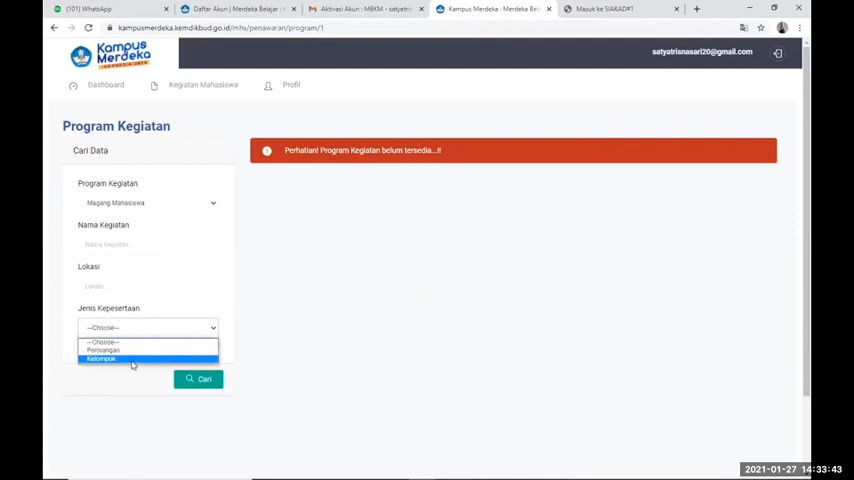 (101) WhatsApp
Daftar Akun | Merdeka Belajar :
Aktivasi Akun : MBKM - satyatris
Kampus Merdeka : Merdeka Bel
Masuk ke SIAKAD#1
kampusmerdeka.kemdikbud.go.id/mhs/penawaran/program/1
Kampus
Merdeka
INDONESIA JAYA
satyatrisnasari20@gmail.com
Dashboard
Kegiatan Mahasiswa
Profil
Program Kegiatan
Cari Data
Perhatian! Program Kegiatan belum tersedia...!!
Program Kegiatan
Magang Mahasiswa
Nama Kegiatan
Nama Kegiatan
Lokasi
Lokasi ...
Jenis Kepesertaan
---Choose---
---Choose---
Perorangan
Kelompok
Cari
2021-01-27 14:33:43